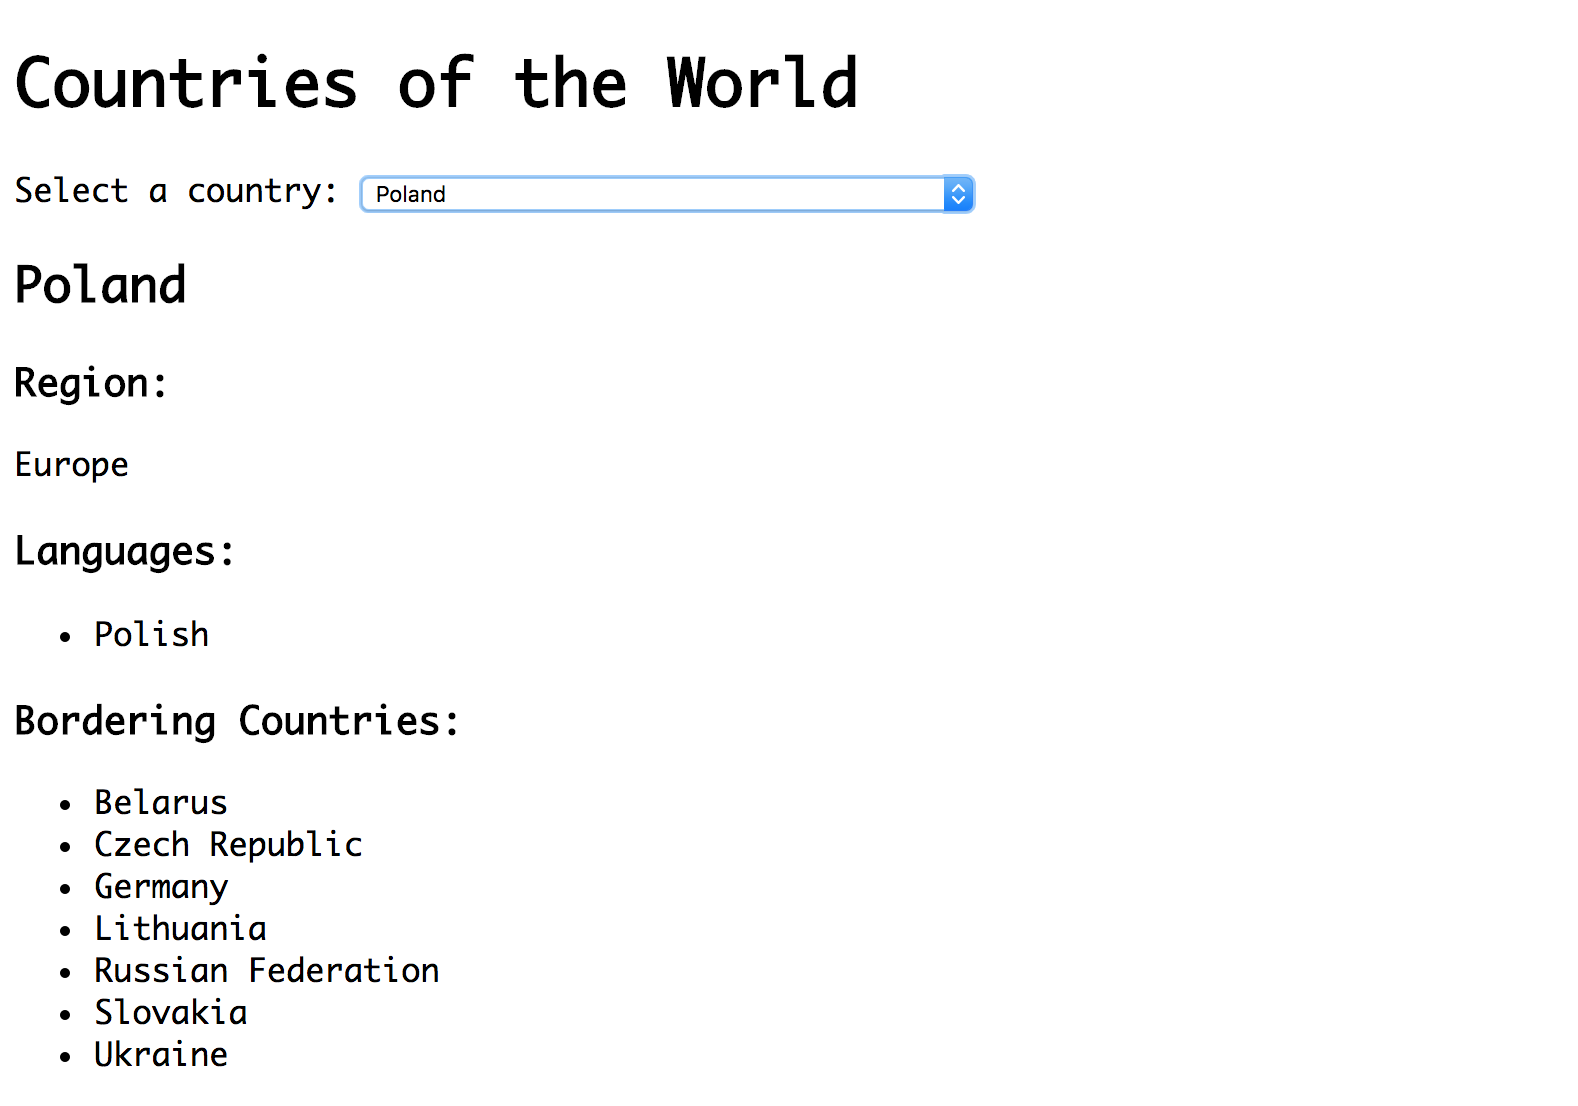 Countries of the World
Select a country: Poland
Poland
Region:
Europe
Languages:
• Polish
Bordering Countries:
• Belarus
• Czech Republic
• Germany
• Lithuania
• Russian Federation
• Slovakia
• Ukraine